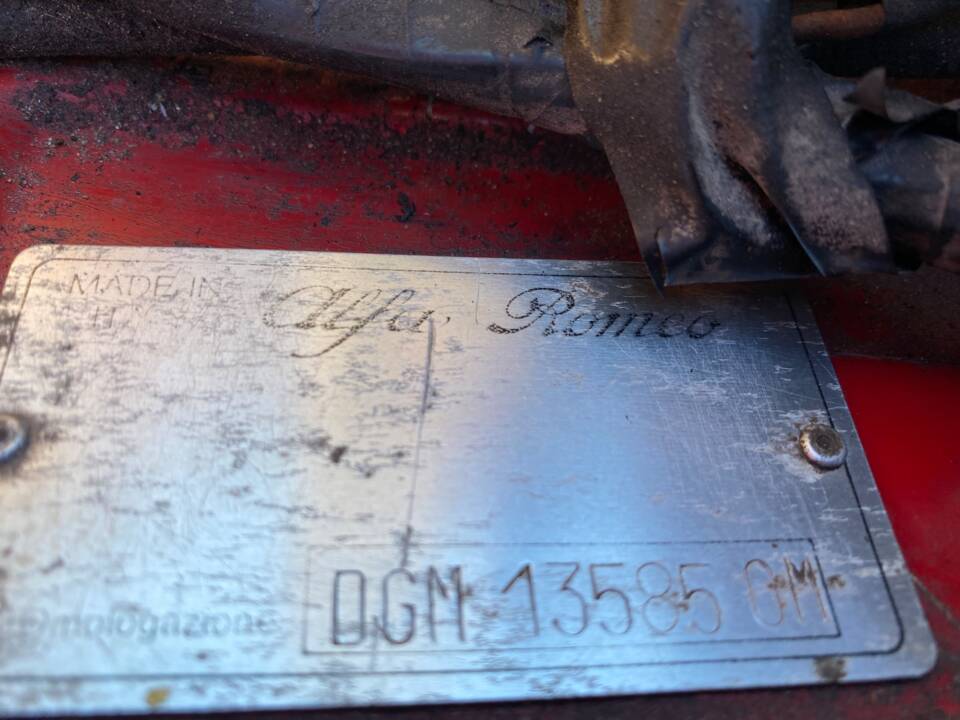 MADE IN
Alfa Romeo
Omologazione DGM 13585 OM